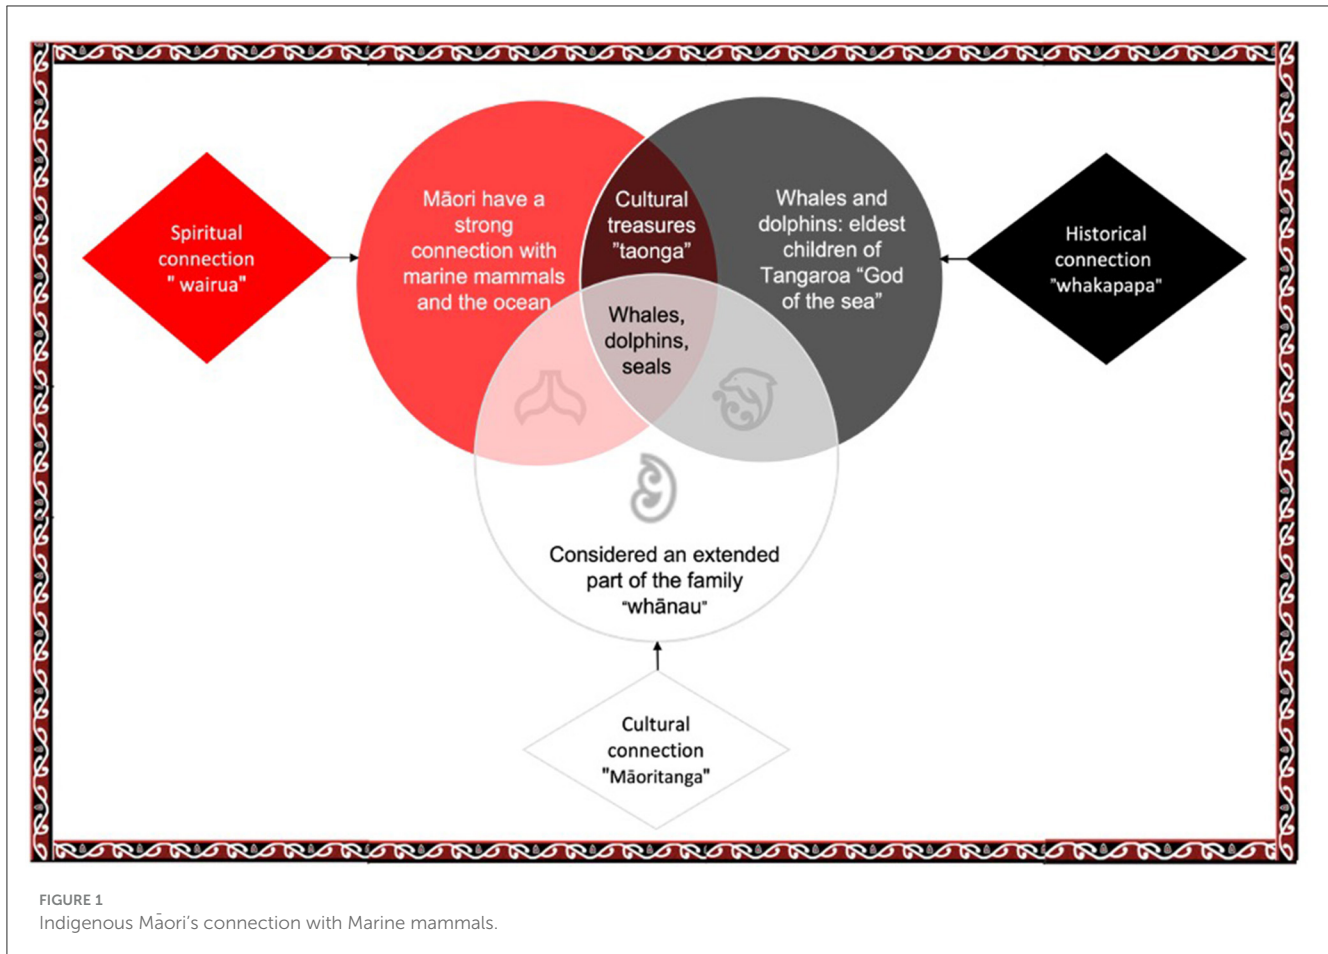 Spiritual
connection
" wairua"
Māori have a
strong
connection with
marine mammals
and the ocean
Cultural
treasures
"taonga"
Whales and
dolphins: eldest
children of
Tangaroa “God
of the sea”
Historical
connection
"whakapapa"
Whales,
dolphins,
seals
Considered an extended
part of the family
“whānau”
Cultural
connection
"Māoritanga"
FIGURE 1
Indigenous Māori’s connection with Marine mammals.